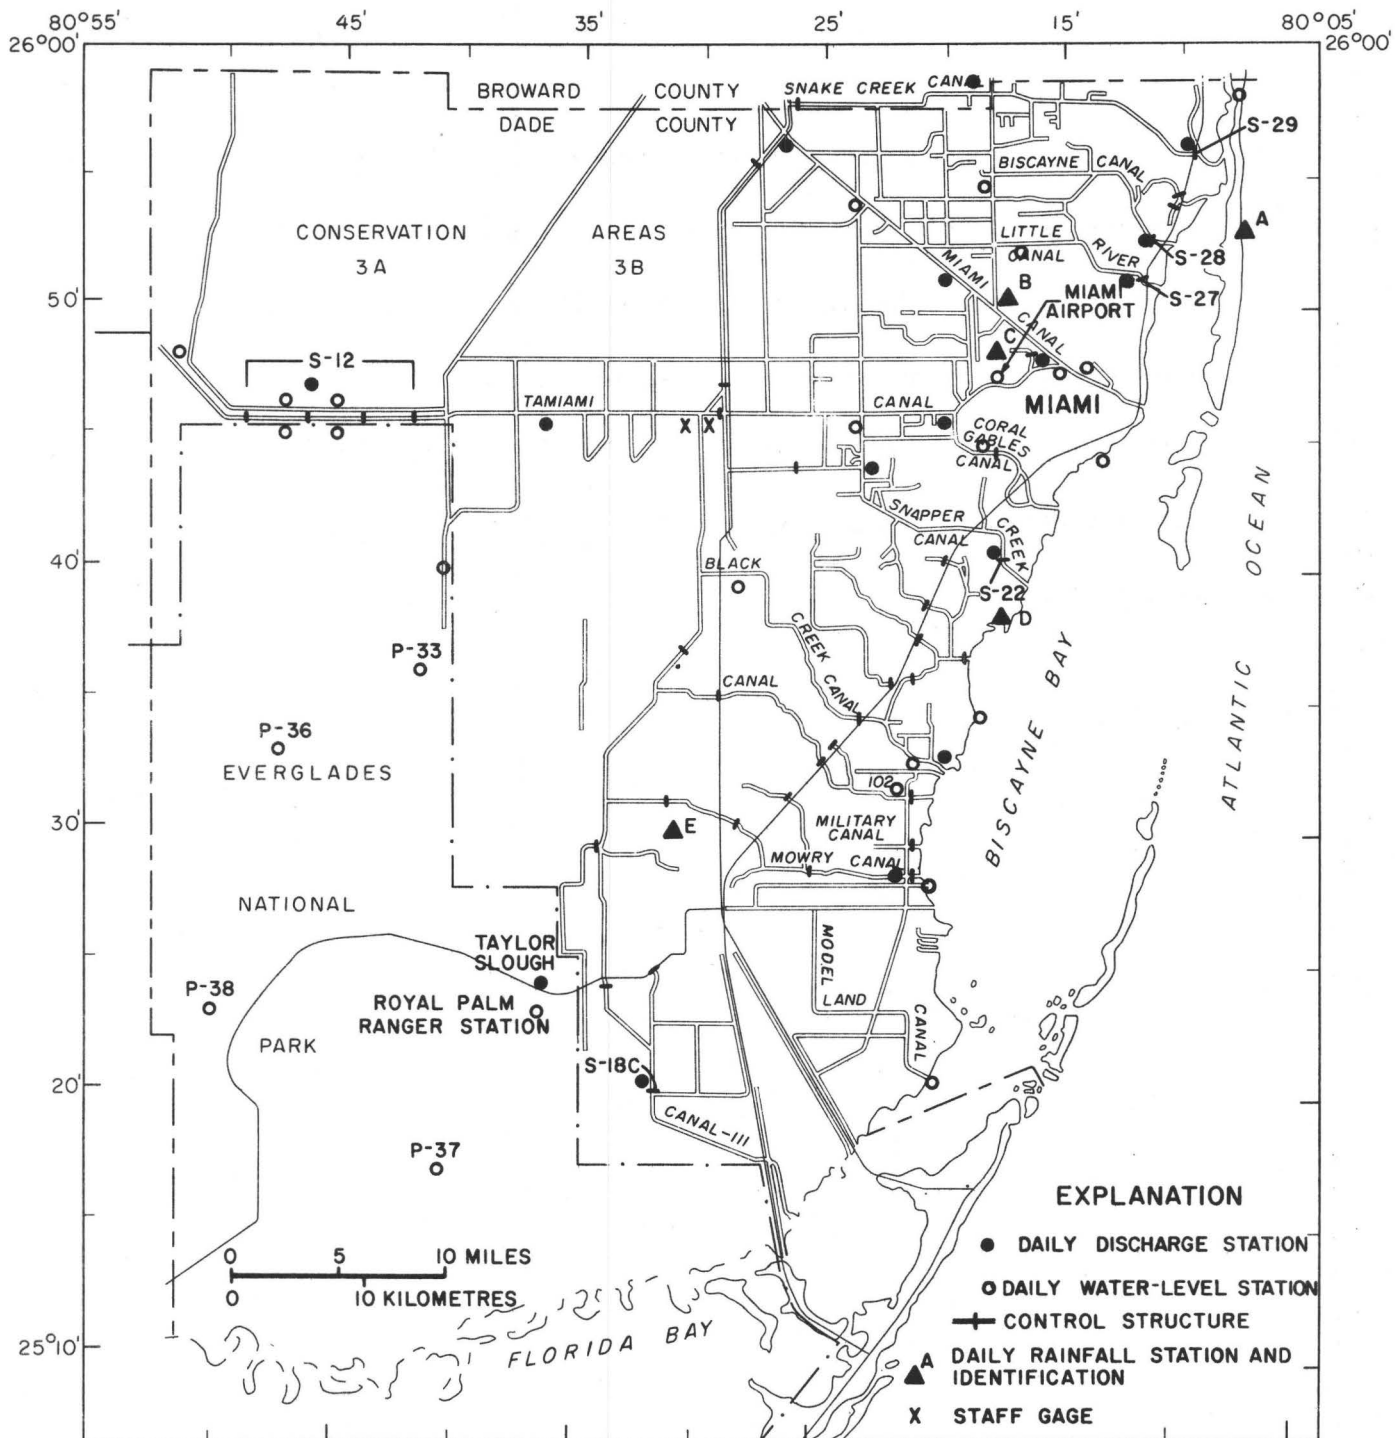 80°55'
45'
35'
25'
15'
80°05'
26°00'
26°00'
BROWARD COUNTY
DADE COUNTY
SNAKE CREEK CANAL
S-29
BISCAYNE CANAL
A
CONSERVATION AREAS
3A
3B
LITTLE RIVER
CANAL
S-28
S-27
MIAMI CANAL
B
MIAMI
AIRPORT
50'
C
S-12
TAMIAMI CANAL
MIAMI
CORAL
GABLES
CANAL
SNAPPER CREEK
CANAL
ATLANTIC OCEAN
40'
BLACK CREEK CANAL
S-22
D
P-33
CANAL
BISCAYNE BAY
P-36
EVERGLADES
102
30'
E
MILITARY
CANAL
MOWRY CANAL
NATIONAL
TAYLOR
SLOUGH
MODEL
LAND
CANAL
P-38
ROYAL PALM
RANGER STATION
PARK
S-18C
20'
CANAL-111
P-37
EXPLANATION
DAILY DISCHARGE STATION
DAILY WATER-LEVEL STATION
CONTROL STRUCTURE
A DAILY RAINFALL STATION AND
IDENTIFICATION
X STAFF GAGE
0 5 10 MILES
0 10 KILOMETRES
25°10'
FLORIDA BAY